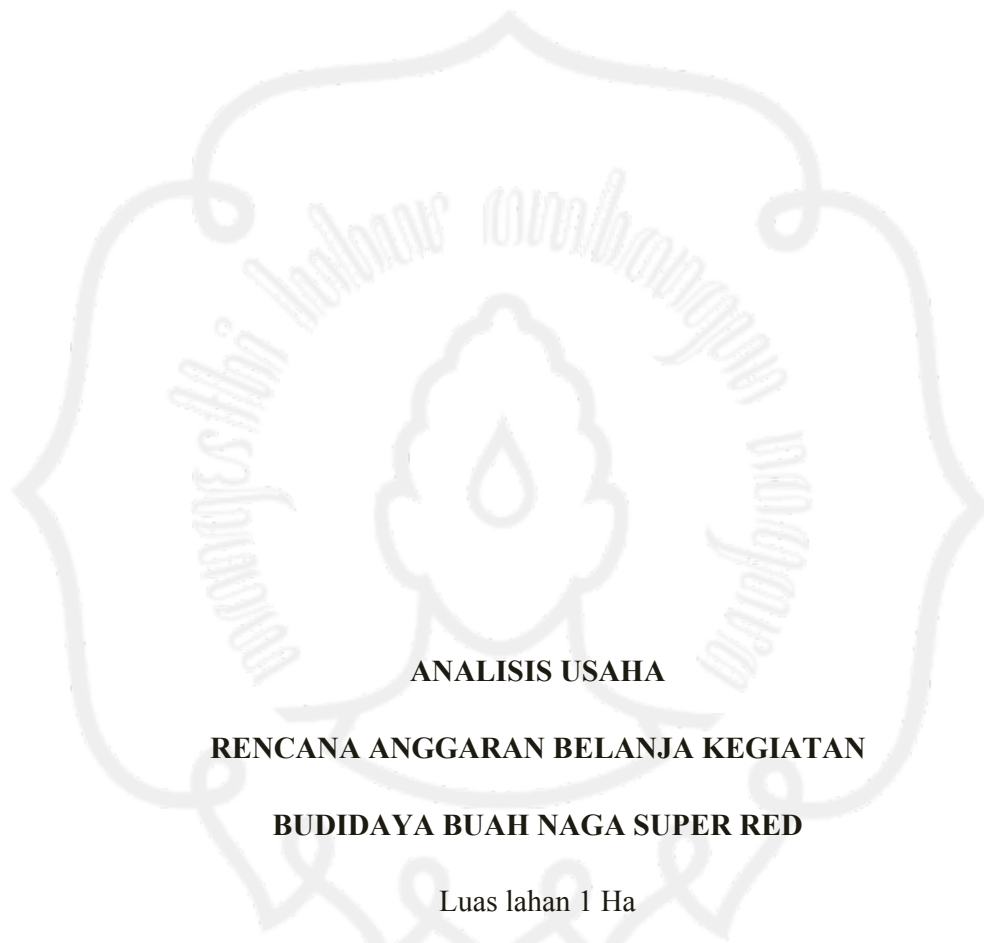 ANALISIS USAHA
RENCANA ANGGARAN BELANJA KEGIATAN
BUDIDAYA BUAH NAGA SUPER RED
Luas lahan 1 Ha